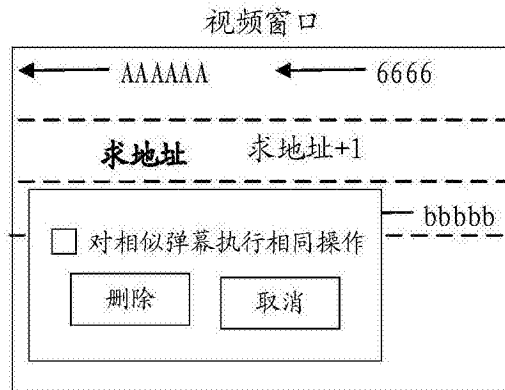 视频窗口
AAAAAA 6666
求地址 求地址+1
bbbbb
对相似弹幕执行相同操作
删除 取消